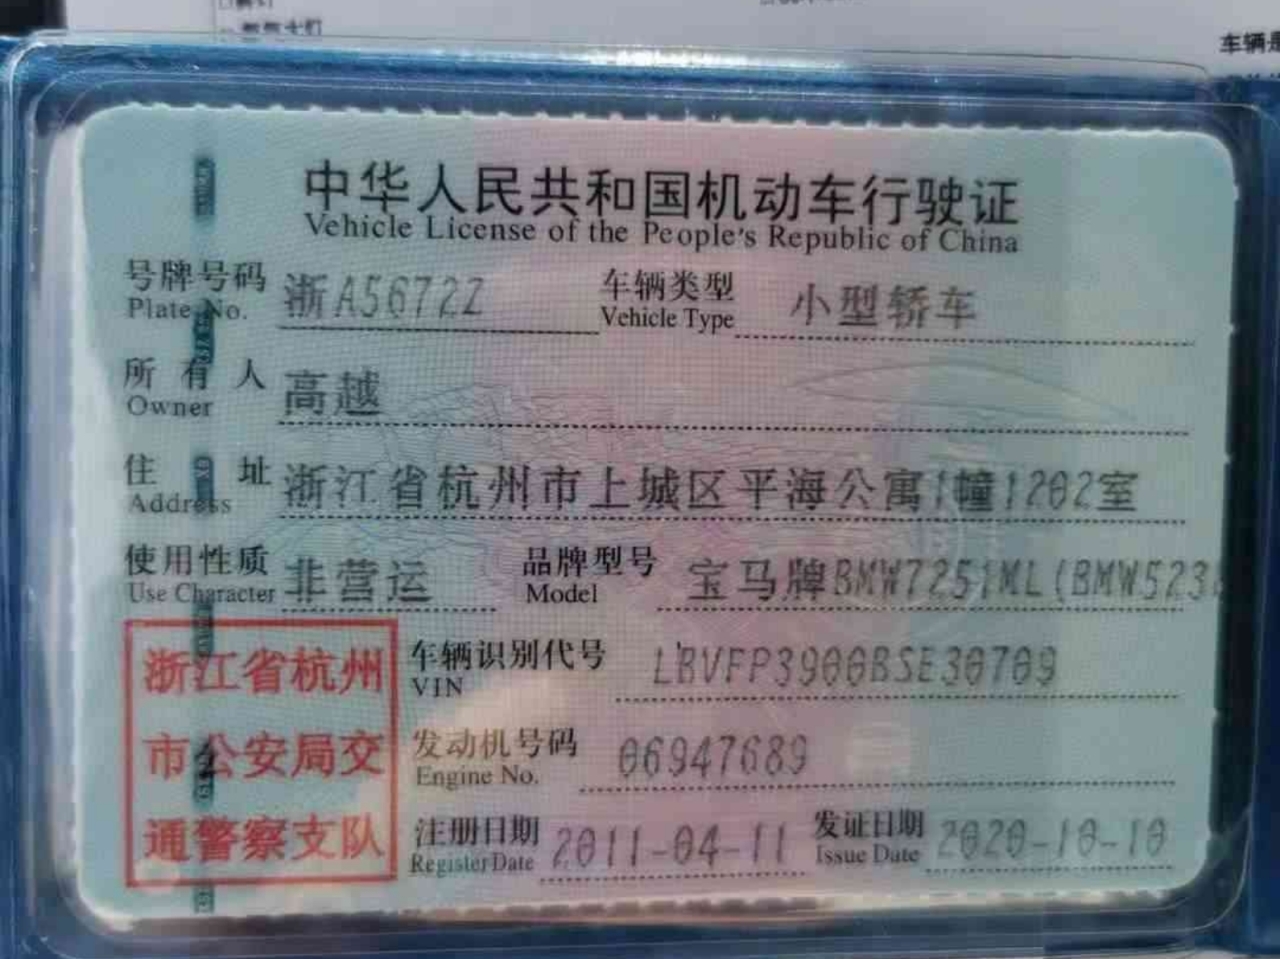 车辆是
中华人民共和国机动车行驶证
Vehicle License of the People's Republic of China
号牌号码 浙A5672Z 车辆类型 小型轿车
Plate No. Vehicle Type
所有人 高越
Owner
住址 浙江省杭州市上城区平海公寓1幢1202室
Address
使用性质 非营运 品牌型号 宝马牌BMW7251ML(BMW523
Use Character Model
浙江省杭州
市公安局交
通警察支队
车辆识别代号 LBVFP3900BSE30709
VIN
发动机号码 06947689
Engine No.
注册日期 2011-04-11 发证日期 2020-10-10
Register Date Issue Date